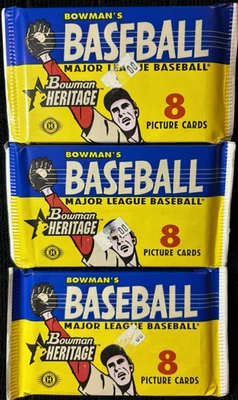 BOWMAN'S
BASEBALL
MAJOR LEAGUE BASEBALL
Bowman
HERITAGE
8
PICTURE CARDS
BOWMAN'S
BASEBALL
MAJOR LEAGUE BASEBALL
Bowman
HERITAGE
8
PICTURE CARDS
BOWMAN'S
BASEBALL
MAJOR LEAGUE BASEBALL
Bowman
HERITAGE
8
PICTURE CARDS